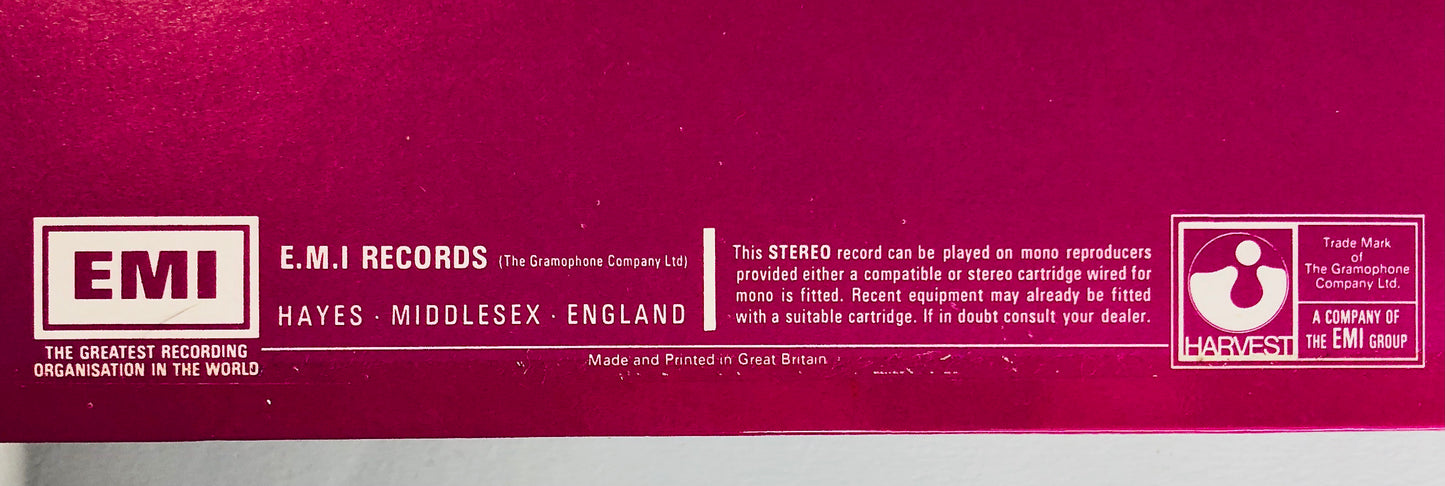 EMI
THE GREATEST RECORDING
ORGANISATION IN THE WORLD
E.M.I RECORDS (The Gramophone Company Ltd)
HAYES · MIDDLESEX · ENGLAND
This STEREO record can be played on mono reproducers
provided either a compatible or stereo cartridge wired for
mono is fitted. Recent equipment may already be fitted
with a suitable cartridge. If in doubt consult your dealer.
Made and Printed in Great Britain
HARVEST
Trade Mark
of
The Gramophone
Company Ltd.
A COMPANY OF
THE EMI GROUP